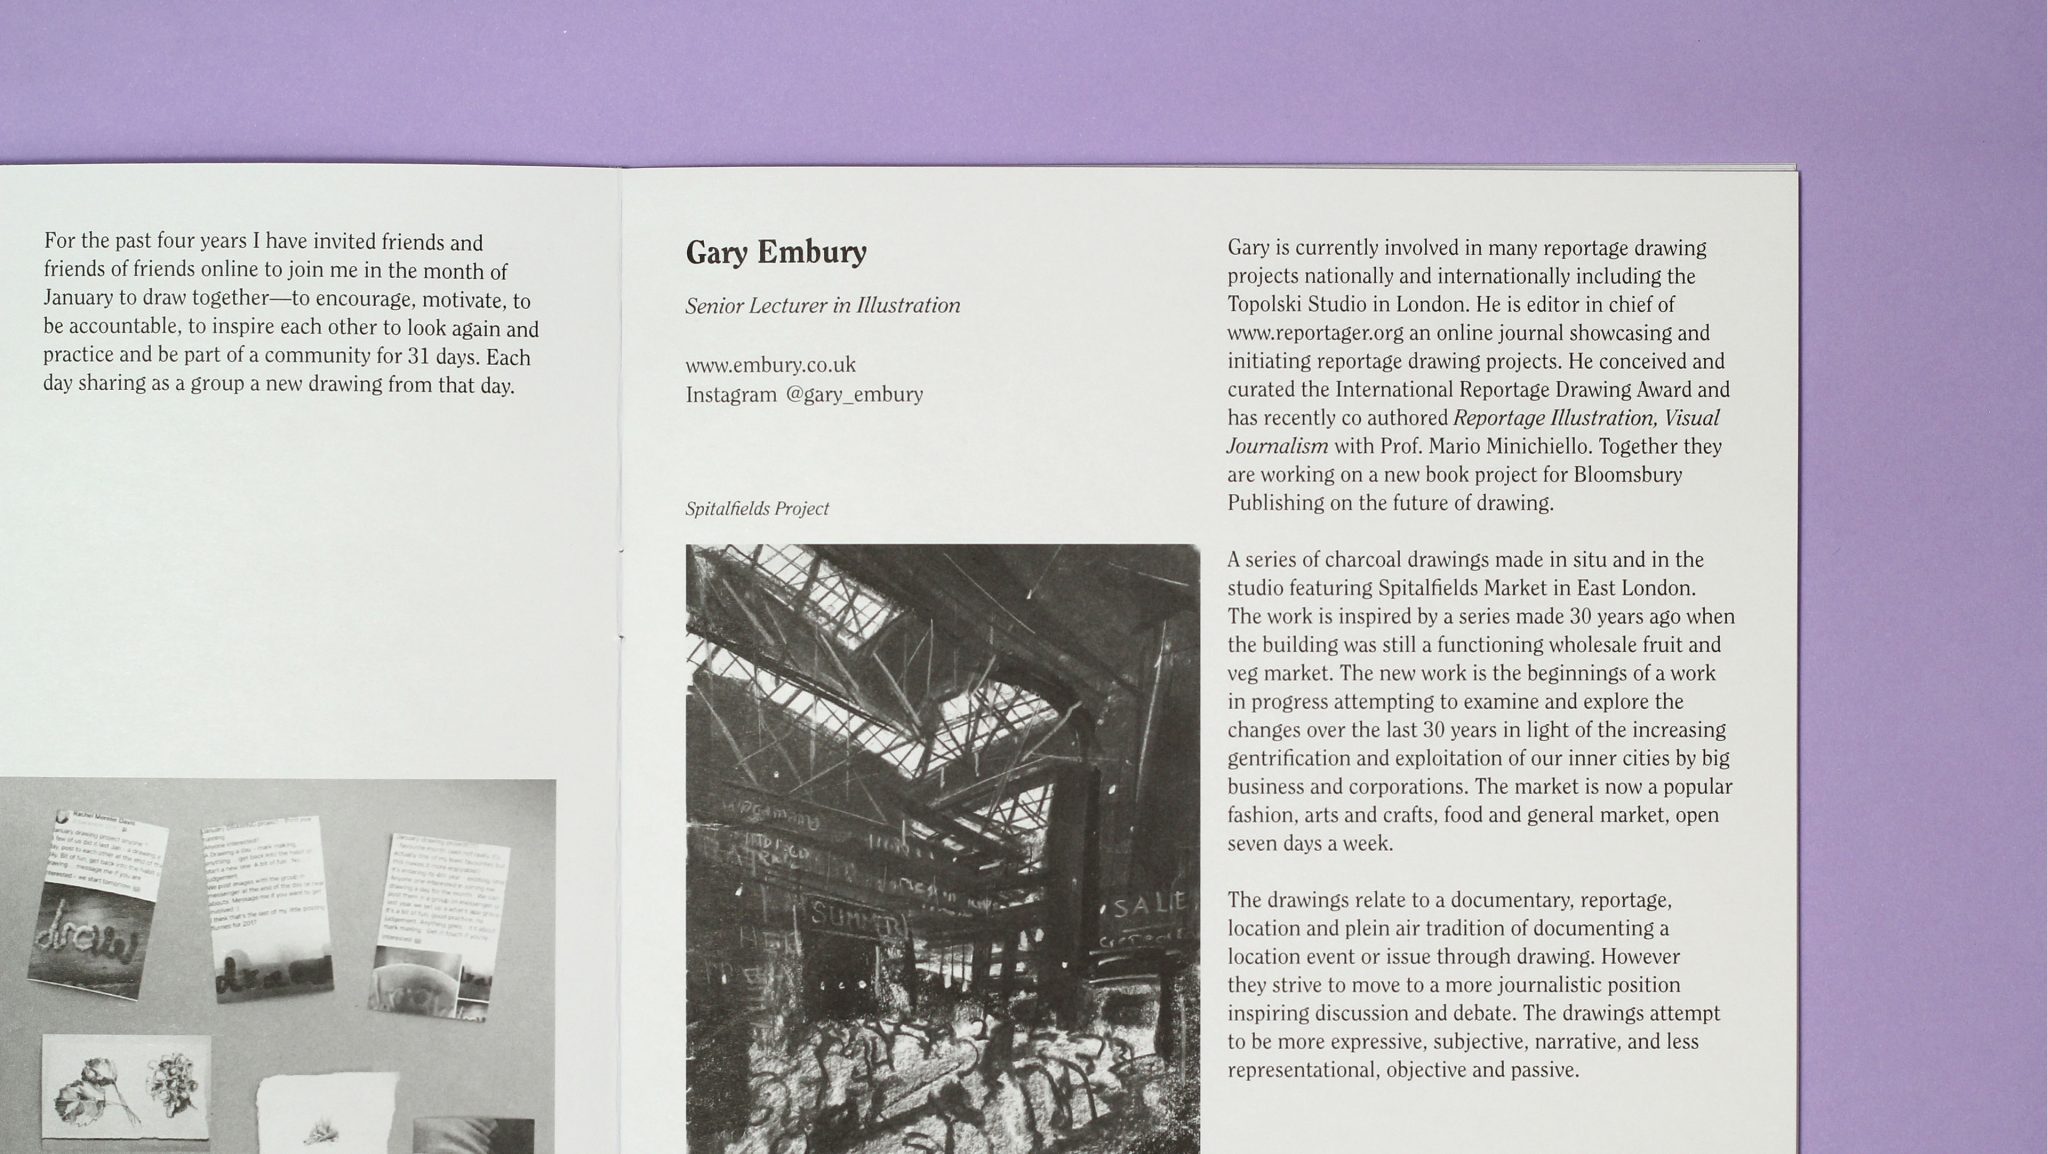 For the past four years I have invited friends and
friends of friends online to join me in the month of
January to draw together—to encourage, motivate, to
be accountable, to inspire each other to look again and
practice and be part of a community for 31 days. Each
day sharing as a group a new drawing from that day.
Rachel Monnier Davis
draw
Gary Embury
Senior Lecturer in Illustration
www.embury.co.uk
Instagram @gary_embury
Spitalfields Project
SUMMER
SALE
Gary is currently involved in many reportage drawing
projects nationally and internationally including the
Topolski Studio in London. He is editor in chief of
www.reportager.org an online journal showcasing and
initiating reportage drawing projects. He conceived and
curated the International Reportage Drawing Award and
has recently co authored Reportage Illustration, Visual
Journalism with Prof. Mario Minichiello. Together they
are working on a new book project for Bloomsbury
Publishing on the future of drawing.
A series of charcoal drawings made in situ and in the
studio featuring Spitalfields Market in East London.
The work is inspired by a series made 30 years ago when
the building was still a functioning wholesale fruit and
veg market. The new work is the beginnings of a work
in progress attempting to examine and explore the
changes over the last 30 years in light of the increasing
gentrification and exploitation of our inner cities by big
business and corporations. The market is now a popular
fashion, arts and crafts, food and general market, open
seven days a week.
The drawings relate to a documentary, reportage,
location and plein air tradition of documenting a
location event or issue through drawing. However
they strive to move to a more journalistic position
inspiring discussion and debate. The drawings attempt
to be more expressive, subjective, narrative, and less
representational, objective and passive.